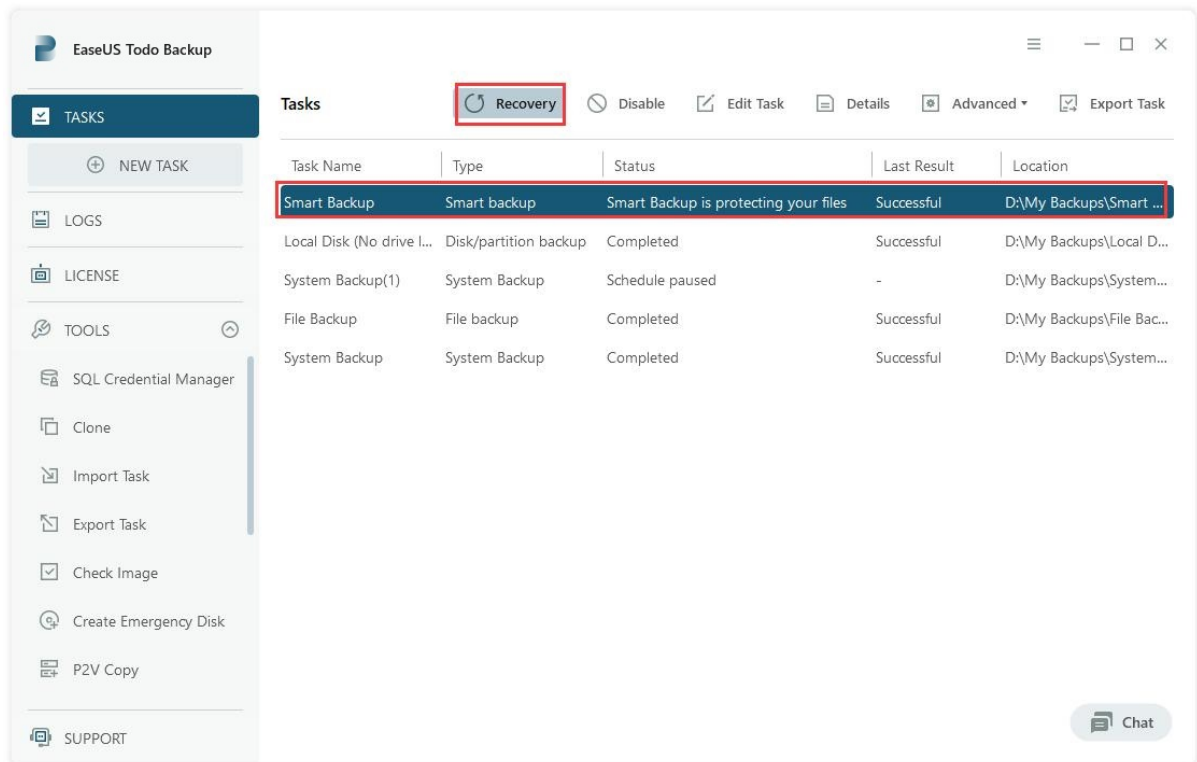 EaseUS Todo Backup
TASKS
NEW TASK
LOGS
LICENSE
TOOLS
SQL Credential Manager
Clone
Import Task
Export Task
Check Image
Create Emergency Disk
P2V Copy
SUPPORT
Tasks Recovery Disable Edit Task Details Advanced Export Task
Task Name Type Status Last Result Location
Smart Backup Smart backup Smart Backup is protecting your files Successful D:\My Backups\Smart ...
Local Disk (No drive l... Disk/partition backup Completed Successful D:\My Backups\Local D...
System Backup(1) System Backup Schedule paused - D:\My Backups\System...
File Backup File backup Completed Successful D:\My Backups\File Bac...
System Backup System Backup Completed Successful D:\My Backups\System...
Chat